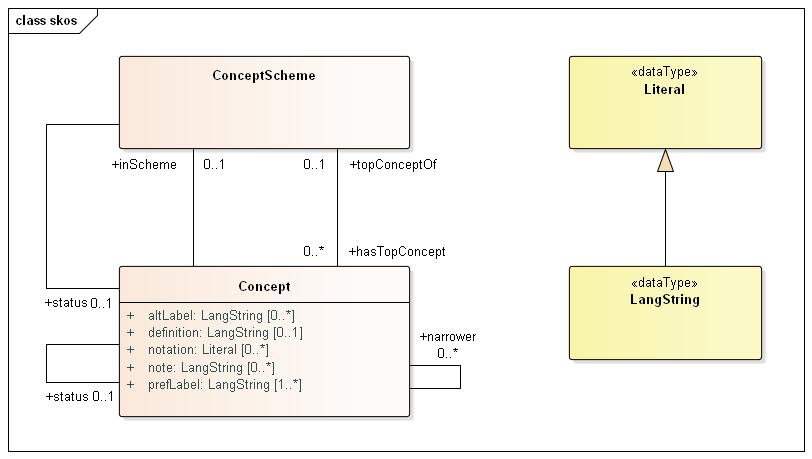 class skos
ConceptScheme
«dataType»
Literal
+inScheme 0..1 0..1 +topConceptOf
0..* +hasTopConcept
Concept
«dataType»
LangString
+status 0..1
+ altLabel: LangString [0..*]
+ definition: LangString [0..1]
+ notation: Literal [0..*]
+ note: LangString [0..*]
+ prefLabel: LangString [1..*]
+narrower
0..*
+status 0..1